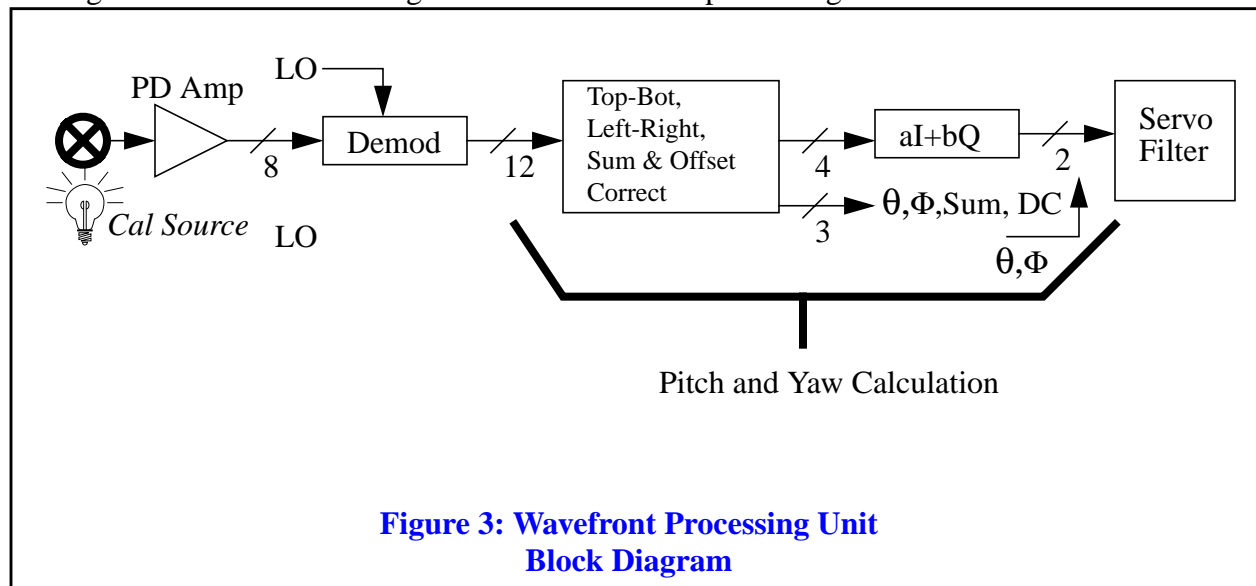 LO
PD Amp
8
Demod
12
Top-Bot,
Left-Right,
Sum & Offset
Correct
4
3
aI+bQ
2
Servo
Filter
θ,Φ,Sum, DC
θ,Φ
Cal Source
LO
Pitch and Yaw Calculation
Figure 3: Wavefront Processing Unit
Block Diagram